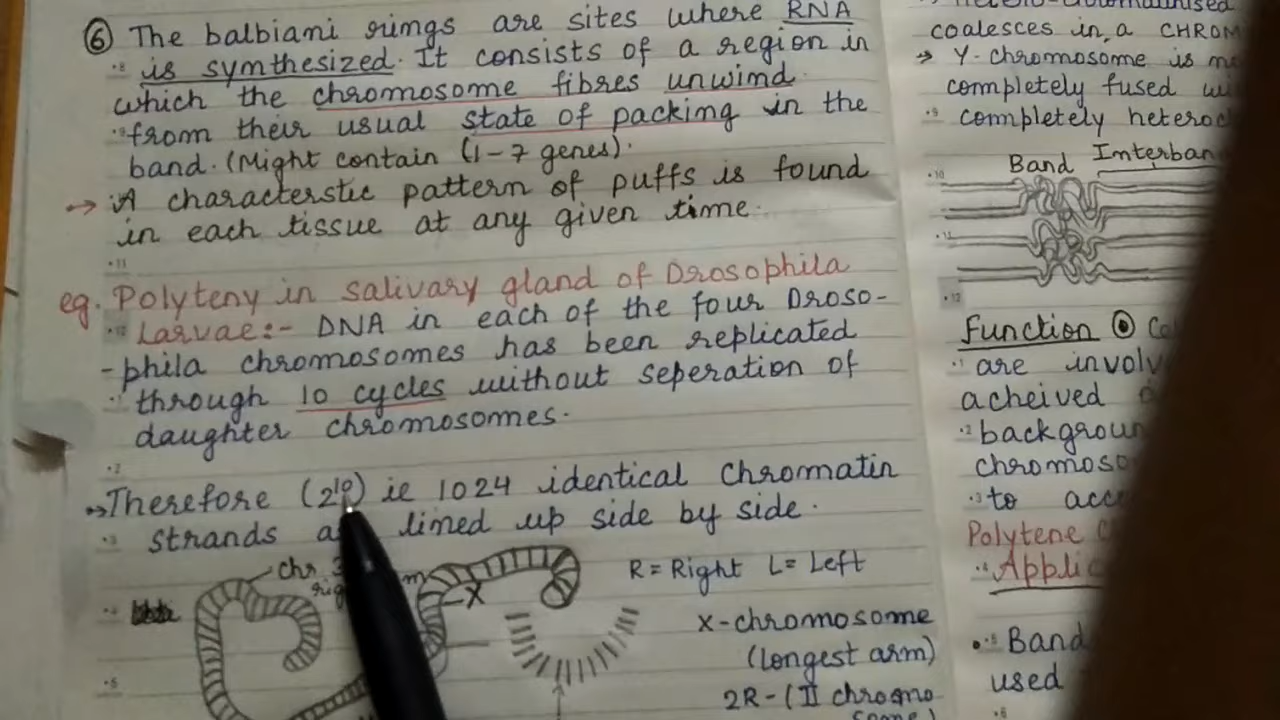 ⑥ The balbiani rings are sites where RNA
is synthesized. It consists of a region in
which the chromosome fibres unwind
from their usual state of packing in the
band. (Might contain (1-7 genes).
→ A characterstic pattern of puffs is found
in each tissue at any given time.
eg. Polyteny in salivary gland of Drosophila
Larvae:- DNA in each of the four Droso-
-phila chromosomes has been replicated
through 10 cycles without seperation of
daughter chromosomes.
→ Therefore (2¹⁰) ie 1024 identical chromatin
strands lined up side by side.
chr
X
R = Right L = Left
X-chromosome
(longest arm)
2R - (II chromo
coalesces in a CHROM
→ Y-chromosome is
completely fused
completely
Band Interban
Function
are involv
acheived
background
chromoso
to
Polytene
Applic
• Band
used